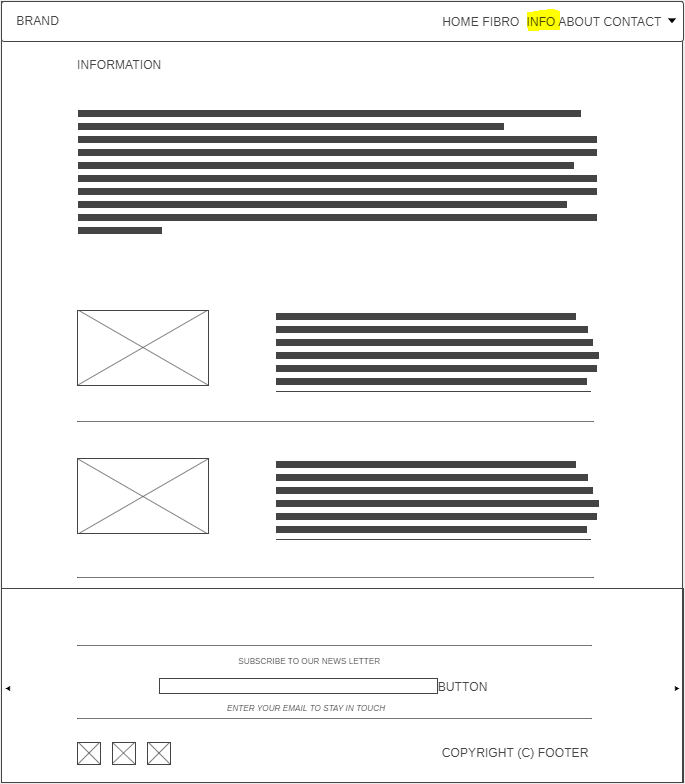 BRAND
HOME FIBRO INFO ABOUT CONTACT
INFORMATION
SUBSCRIBE TO OUR NEWS LETTER
BUTTON
ENTER YOUR EMAIL TO STAY IN TOUCH
COPYRIGHT (C) FOOTER